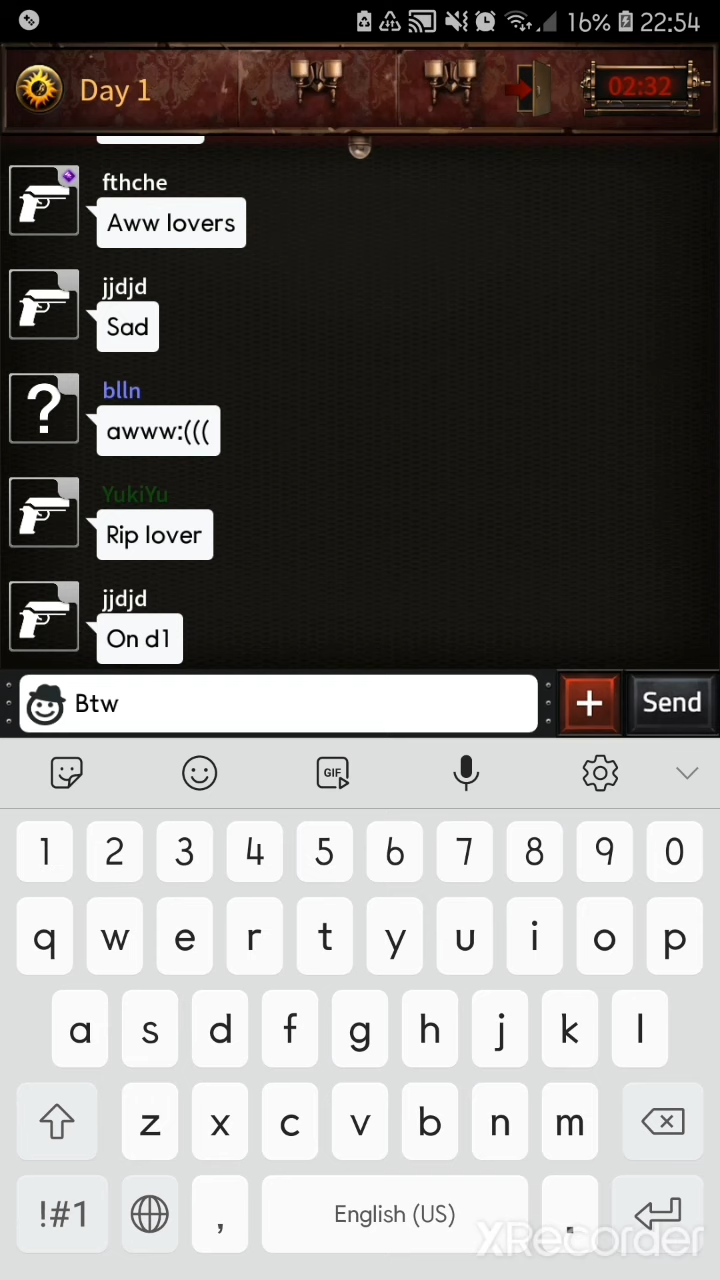 16% 22:54
Day 1
02:32
fthche
Aww lovers
jjdjd
Sad
?
blln
awww:(((
YukiYu
Rip lover
jjdjd
On d1
Btw
+
Send
GIF
1 2 3 4 5 6 7 8 9 0
q w e r t y u i o p
a s d f g h j k l
z x c v b n m
!#1 , English (US) .
XRecorder